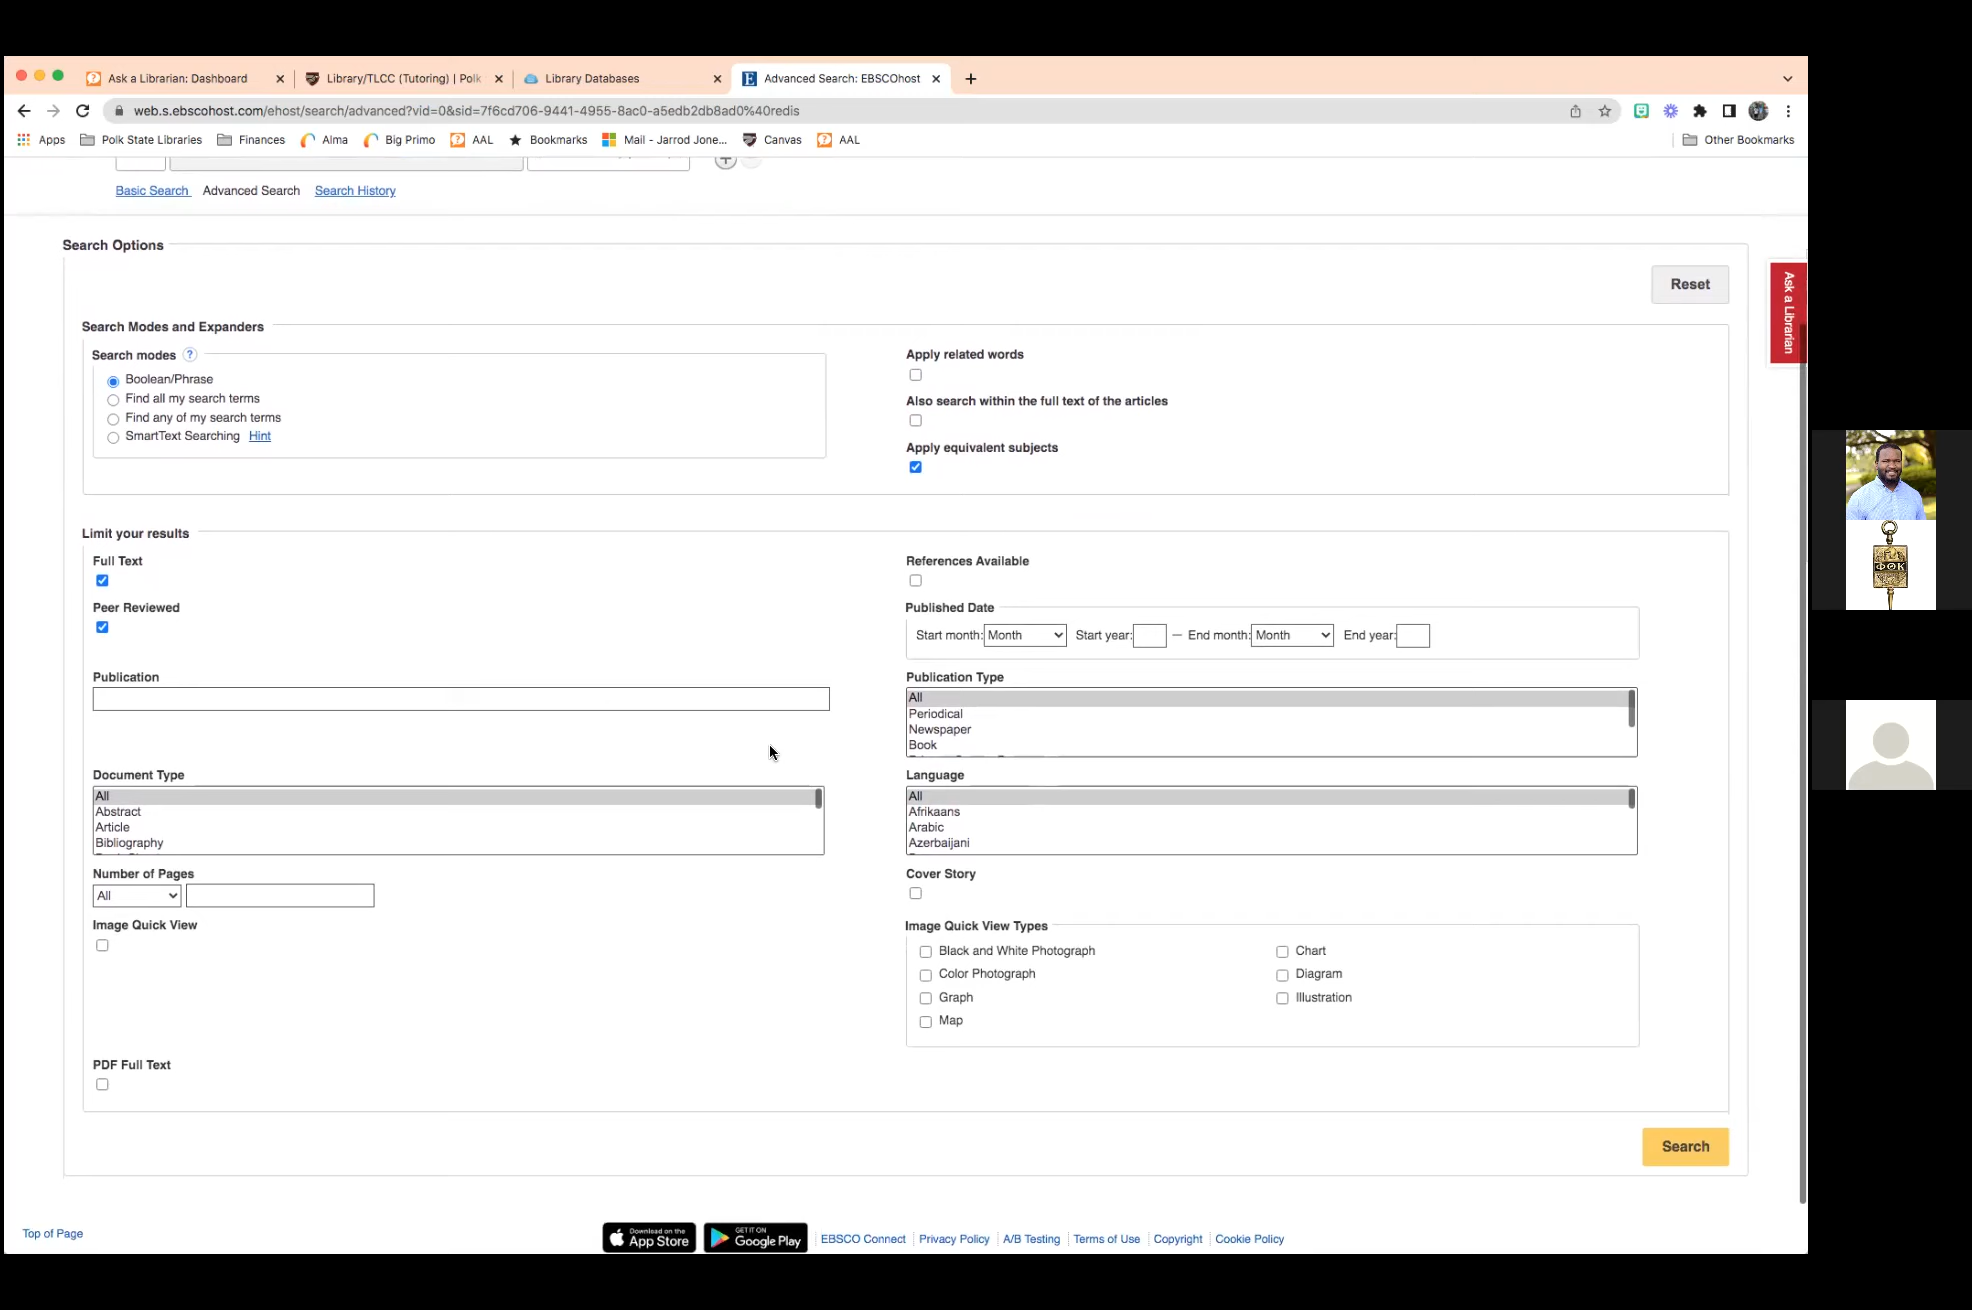 Ask a Librarian: Dashboard
Library/TLCC (Tutoring) | Polk
Library Databases
Advanced Search: EBSCOhost
web.s.ebscohost.com/ehost/search/advanced?vid=0&sid=7f6cd706-9441-4955-8ac0-a5edb2db8ad0%40redis
Apps Polk State Libraries Finances Alma Big Primo AAL Bookmarks Mail - Jarrod Jone... Canvas AAL Other Bookmarks
Basic Search Advanced Search Search History
Search Options
Reset
Ask a Librarian
Search Modes and Expanders
Search modes ?
Boolean/Phrase
Find all my search terms
Find any of my search terms
SmartText Searching Hint
Apply related words
Also search within the full text of the articles
Apply equivalent subjects
Limit your results
Full Text
References Available
Peer Reviewed
Published Date
Start month: Month Start year: – End month: Month End year:
Publication
Publication Type
All
Periodical
Newspaper
Book
Document Type
All
Abstract
Article
Bibliography
Language
All
Afrikaans
Arabic
Azerbaijani
Number of Pages
All
Cover Story
Image Quick View
Image Quick View Types
Black and White Photograph
Chart
Color Photograph
Diagram
Graph
Illustration
Map
PDF Full Text
Search
Top of Page
Download on the
App Store
GET IT ON
Google Play
EBSCO Connect Privacy Policy A/B Testing Terms of Use Copyright Cookie Policy
ΦΘΚ